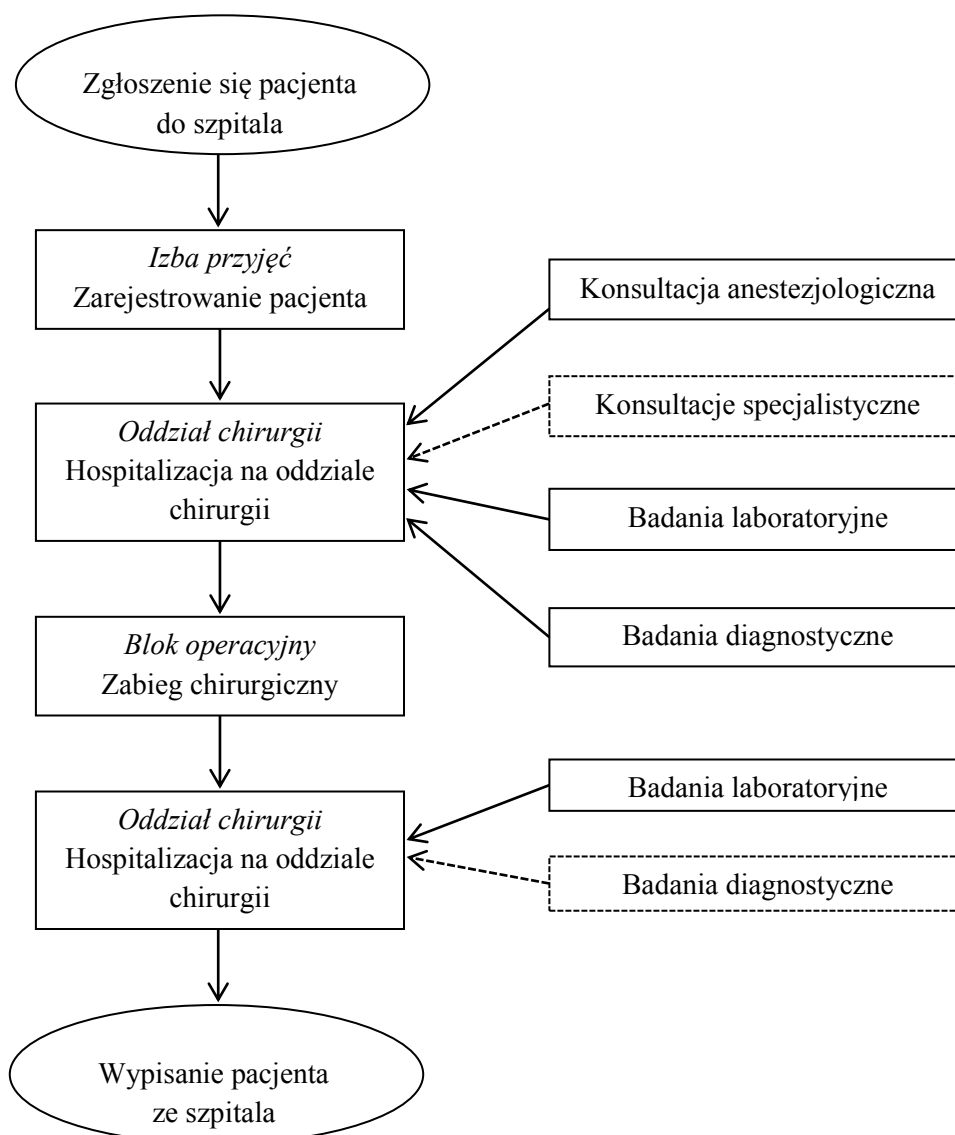 Zgłoszenie się pacjenta
do szpitala
Izba przyjęć
Zarejestrowanie pacjenta
Konsultacja anestezjologiczna
Konsultacje specjalistyczne
Oddział chirurgii
Hospitalizacja na oddziale
chirurgii
Badania laboratoryjne
Badania diagnostyczne
Blok operacyjny
Zabieg chirurgiczny
Badania laboratoryjne
Oddział chirurgii
Hospitalizacja na oddziale
chirurgii
Badania diagnostyczne
Wypisanie pacjenta
ze szpitala